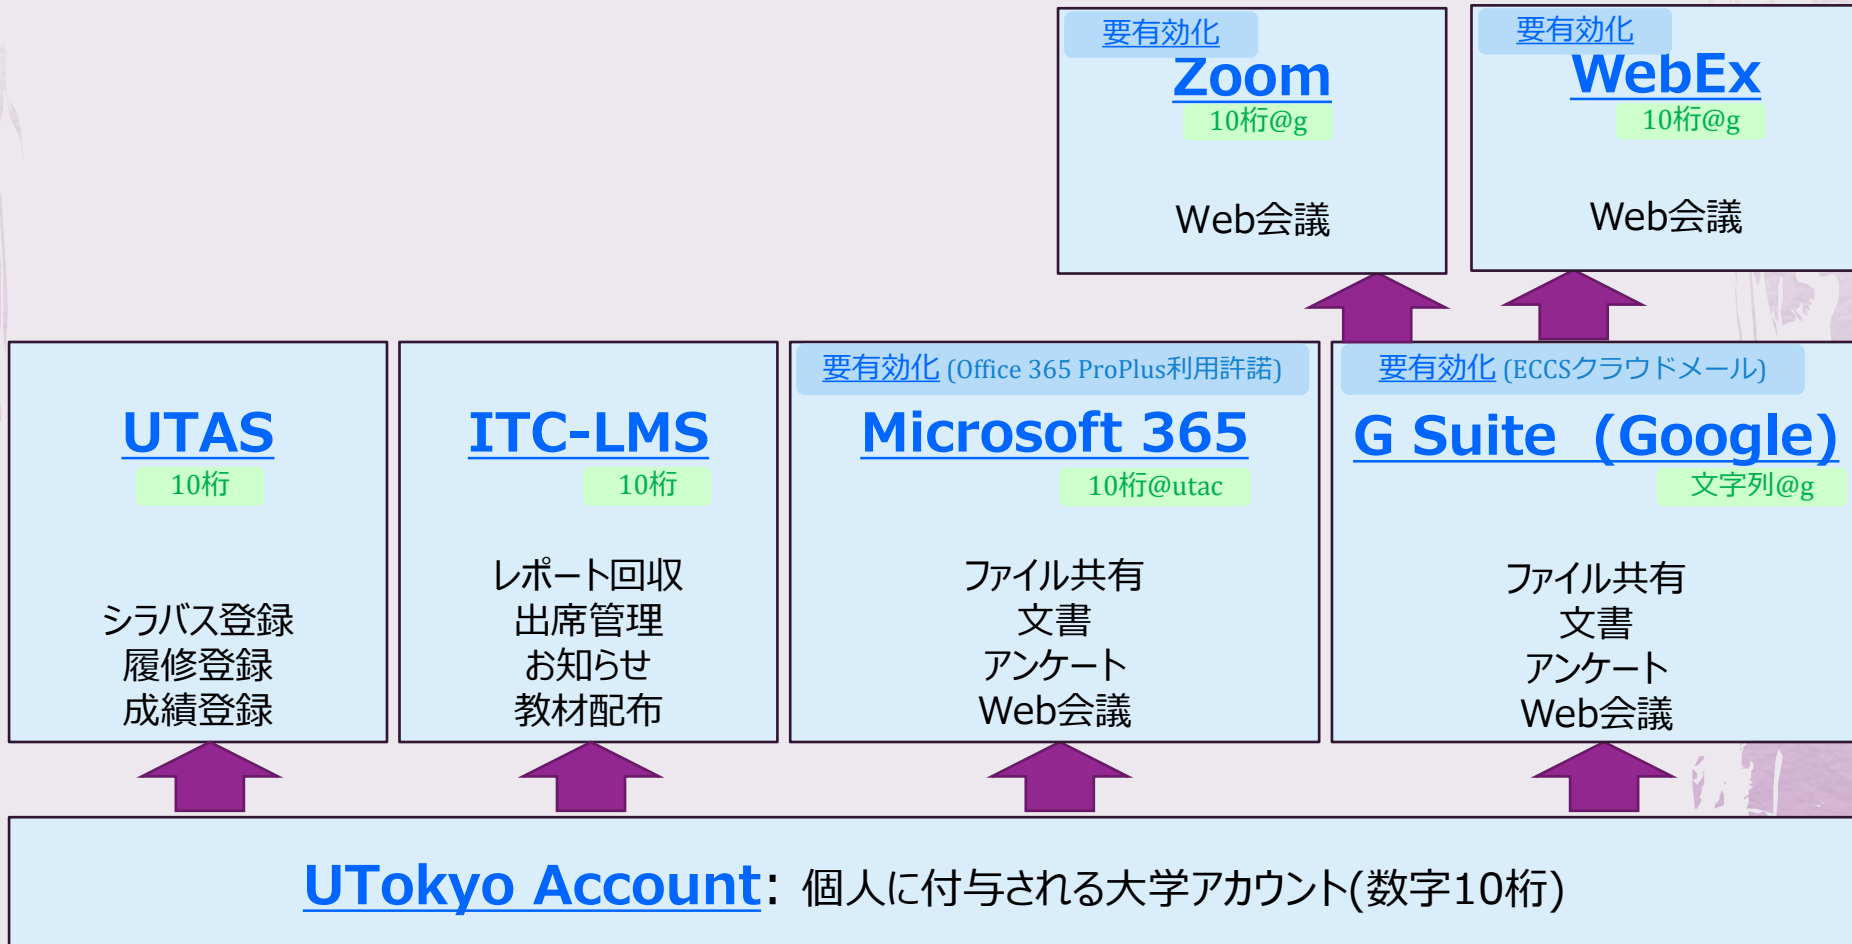 要有効化
Zoom
10桁@g
Web会議
要有効化
WebEx
10桁@g
Web会議
UTAS
10桁
シラバス登録
履修登録
成績登録
ITC-LMS
10桁
レポート回収
出席管理
お知らせ
教材配布
要有効化 (Office 365 ProPlus利用許諾)
Microsoft 365
10桁@utac
ファイル共有
文書
アンケート
Web会議
要有効化 (ECCSクラウドメール)
G Suite (Google)
文字列@g
ファイル共有
文書
アンケート
Web会議
UTokyo Account: 個人に付与される大学アカウント(数字10桁)